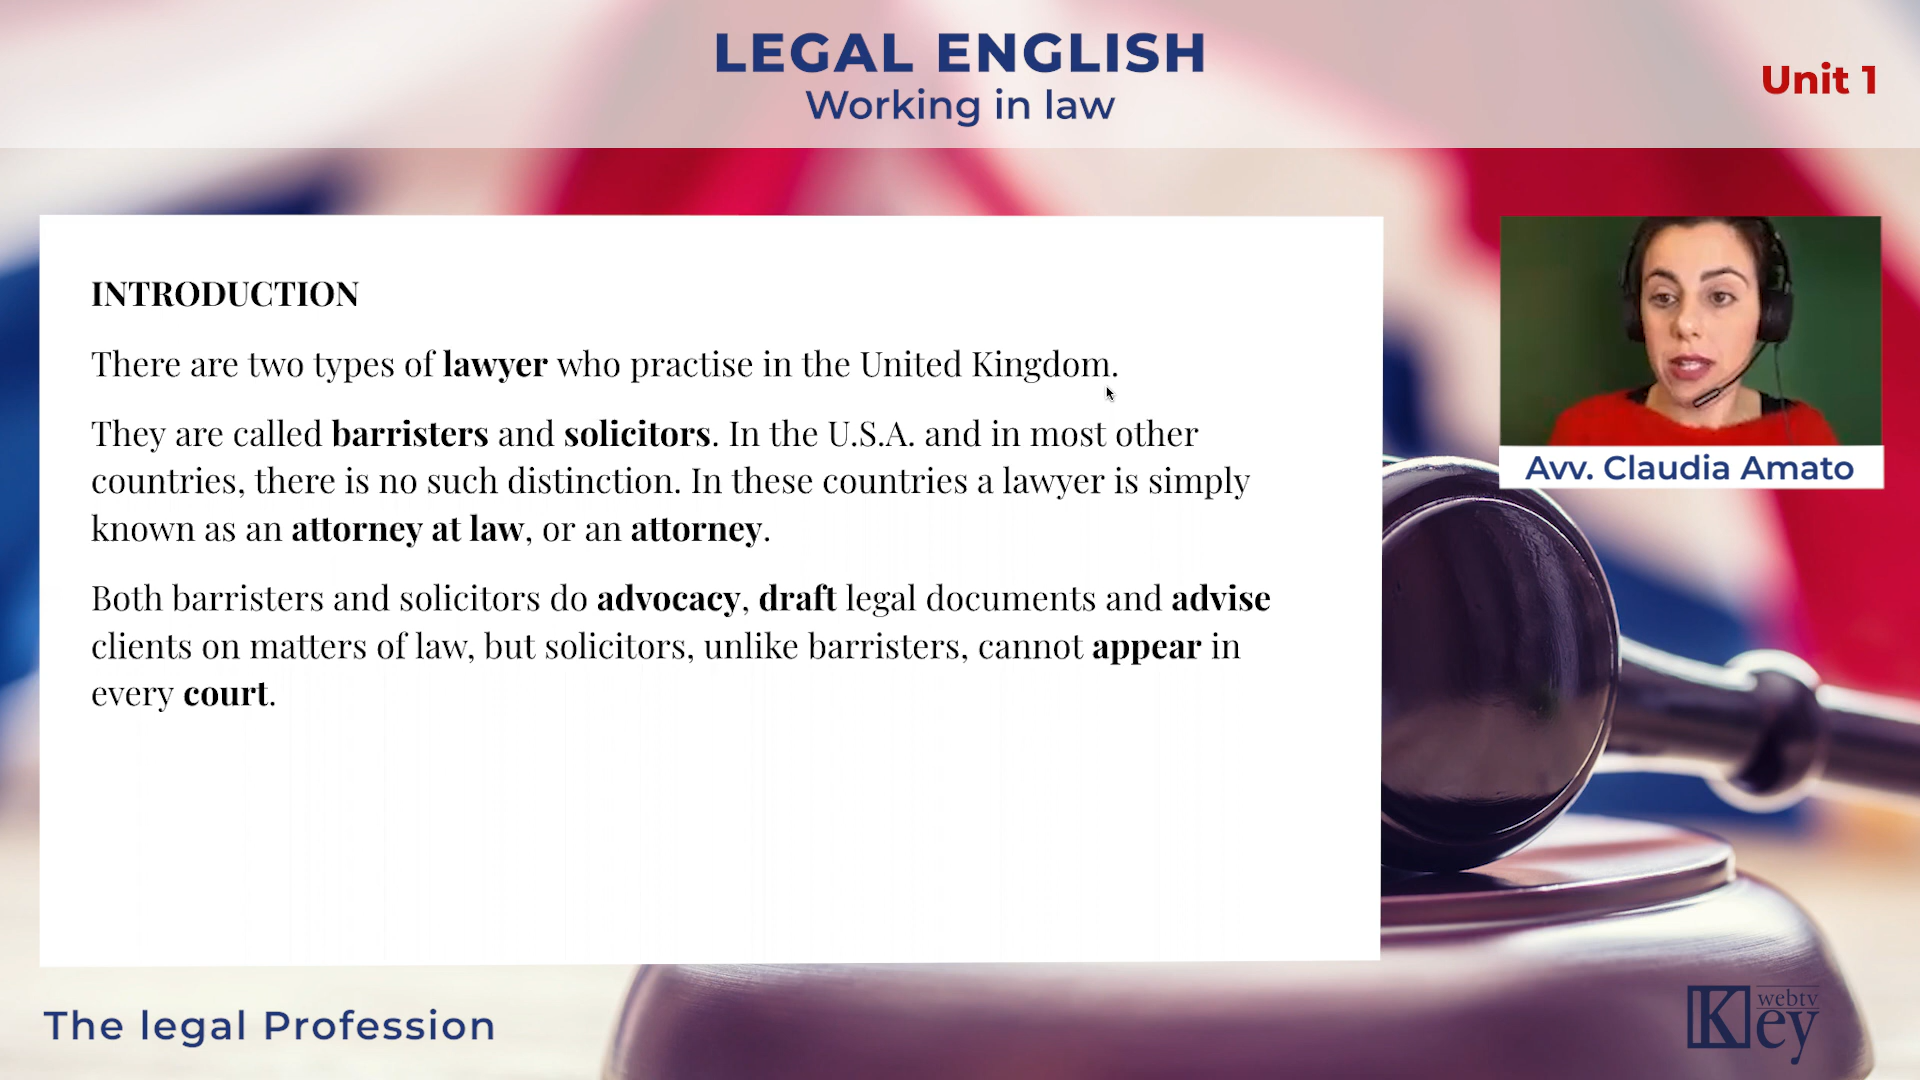 LEGAL ENGLISH
Working in law
Unit 1
INTRODUCTION
There are two types of lawyer who practise in the United Kingdom.
They are called barristers and solicitors. In the U.S.A. and in most other
countries, there is no such distinction. In these countries a lawyer is simply
known as an attorney at law, or an attorney.
Both barristers and solicitors do advocacy, draft legal documents and advise
clients on matters of law, but solicitors, unlike barristers, cannot appear in
every court.
Avv. Claudia Amato
The legal Profession
webtv
Key